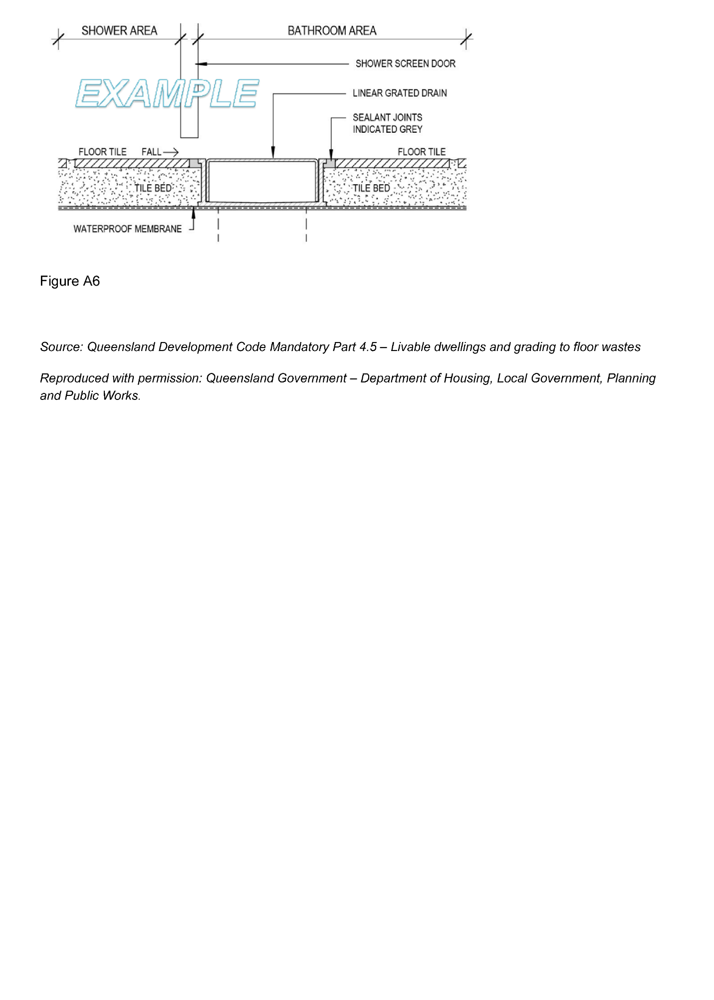 SHOWER AREA
BATHROOM AREA
SHOWER SCREEN DOOR
EXAMPLE
LINEAR GRATED DRAIN
SEALANT JOINTS
INDICATED GREY
FLOOR TILE
FALL
FLOOR TILE
TILE BED
TILE BED
WATERPROOF MEMBRANE
Figure A6
Source: Queensland Development Code Mandatory Part 4.5 – Livable dwellings and grading to floor wastes
Reproduced with permission: Queensland Government – Department of Housing, Local Government, Planning
and Public Works.